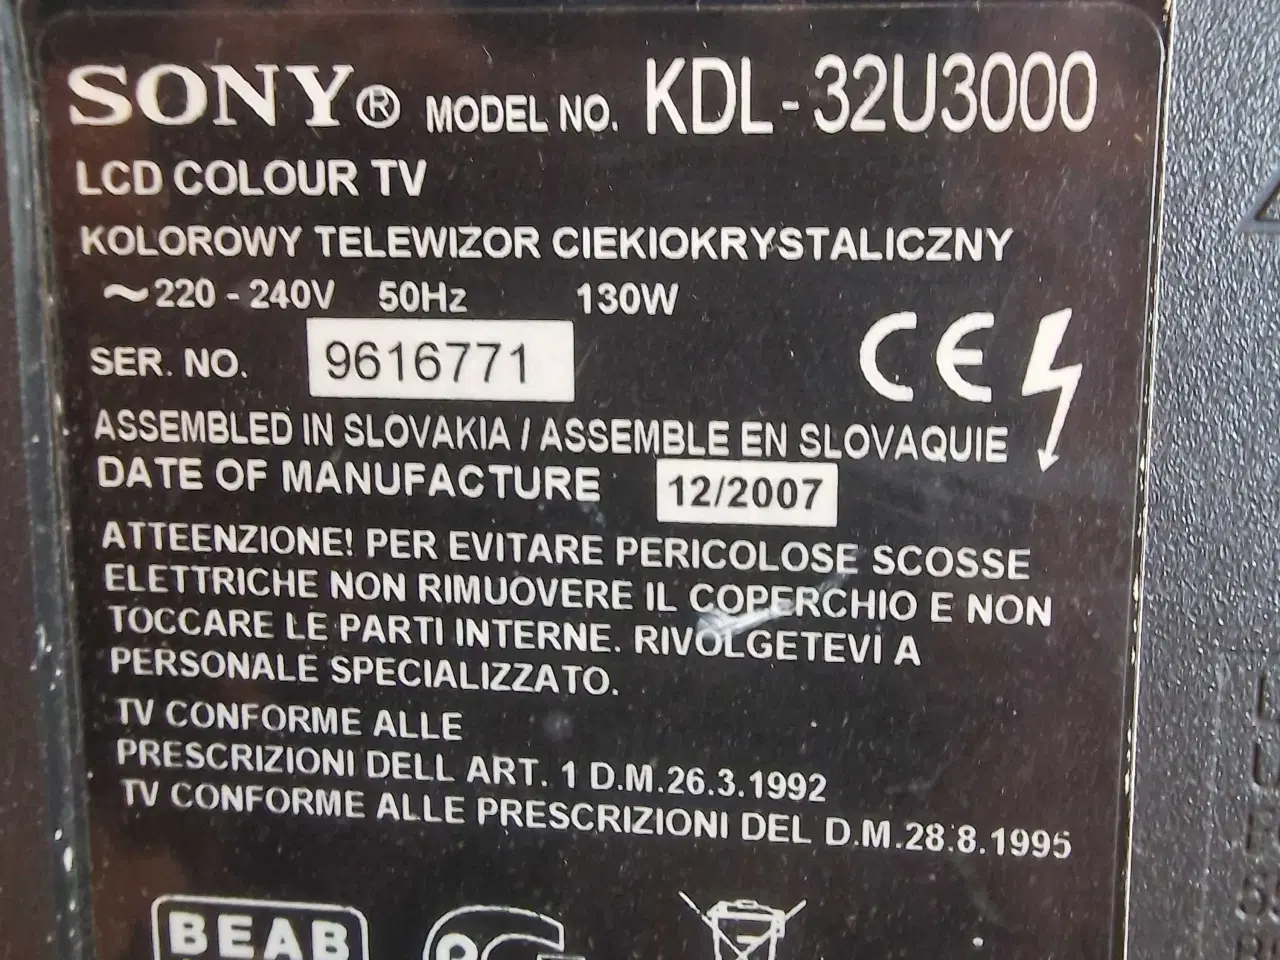 SONY® MODEL NO. KDL-32U3000
LCD COLOUR TV
KOLOROWY TELEWIZOR CIEKIOKRYSTALICZNY
~220 - 240V 50Hz 130W
SER. NO. 9616771
CE
ASSEMBLED IN SLOVAKIA / ASSEMBLE EN SLOVAQUIE
DATE OF MANUFACTURE 12/2007
ATTEENZIONE! PER EVITARE PERICOLOSE SCOSSE
ELETTRICHE NON RIMUOVERE IL COPERCHIO E NON
TOCCARE LE PARTI INTERNE. RIVOLGETEVI A
PERSONALE SPECIALIZZATO.
TV CONFORME ALLE
PRESCRIZIONI DELL ART. 1 D.M.26.3.1992
TV CONFORME ALLE PRESCRIZIONI DEL D.M.28.8.1995
BEAB